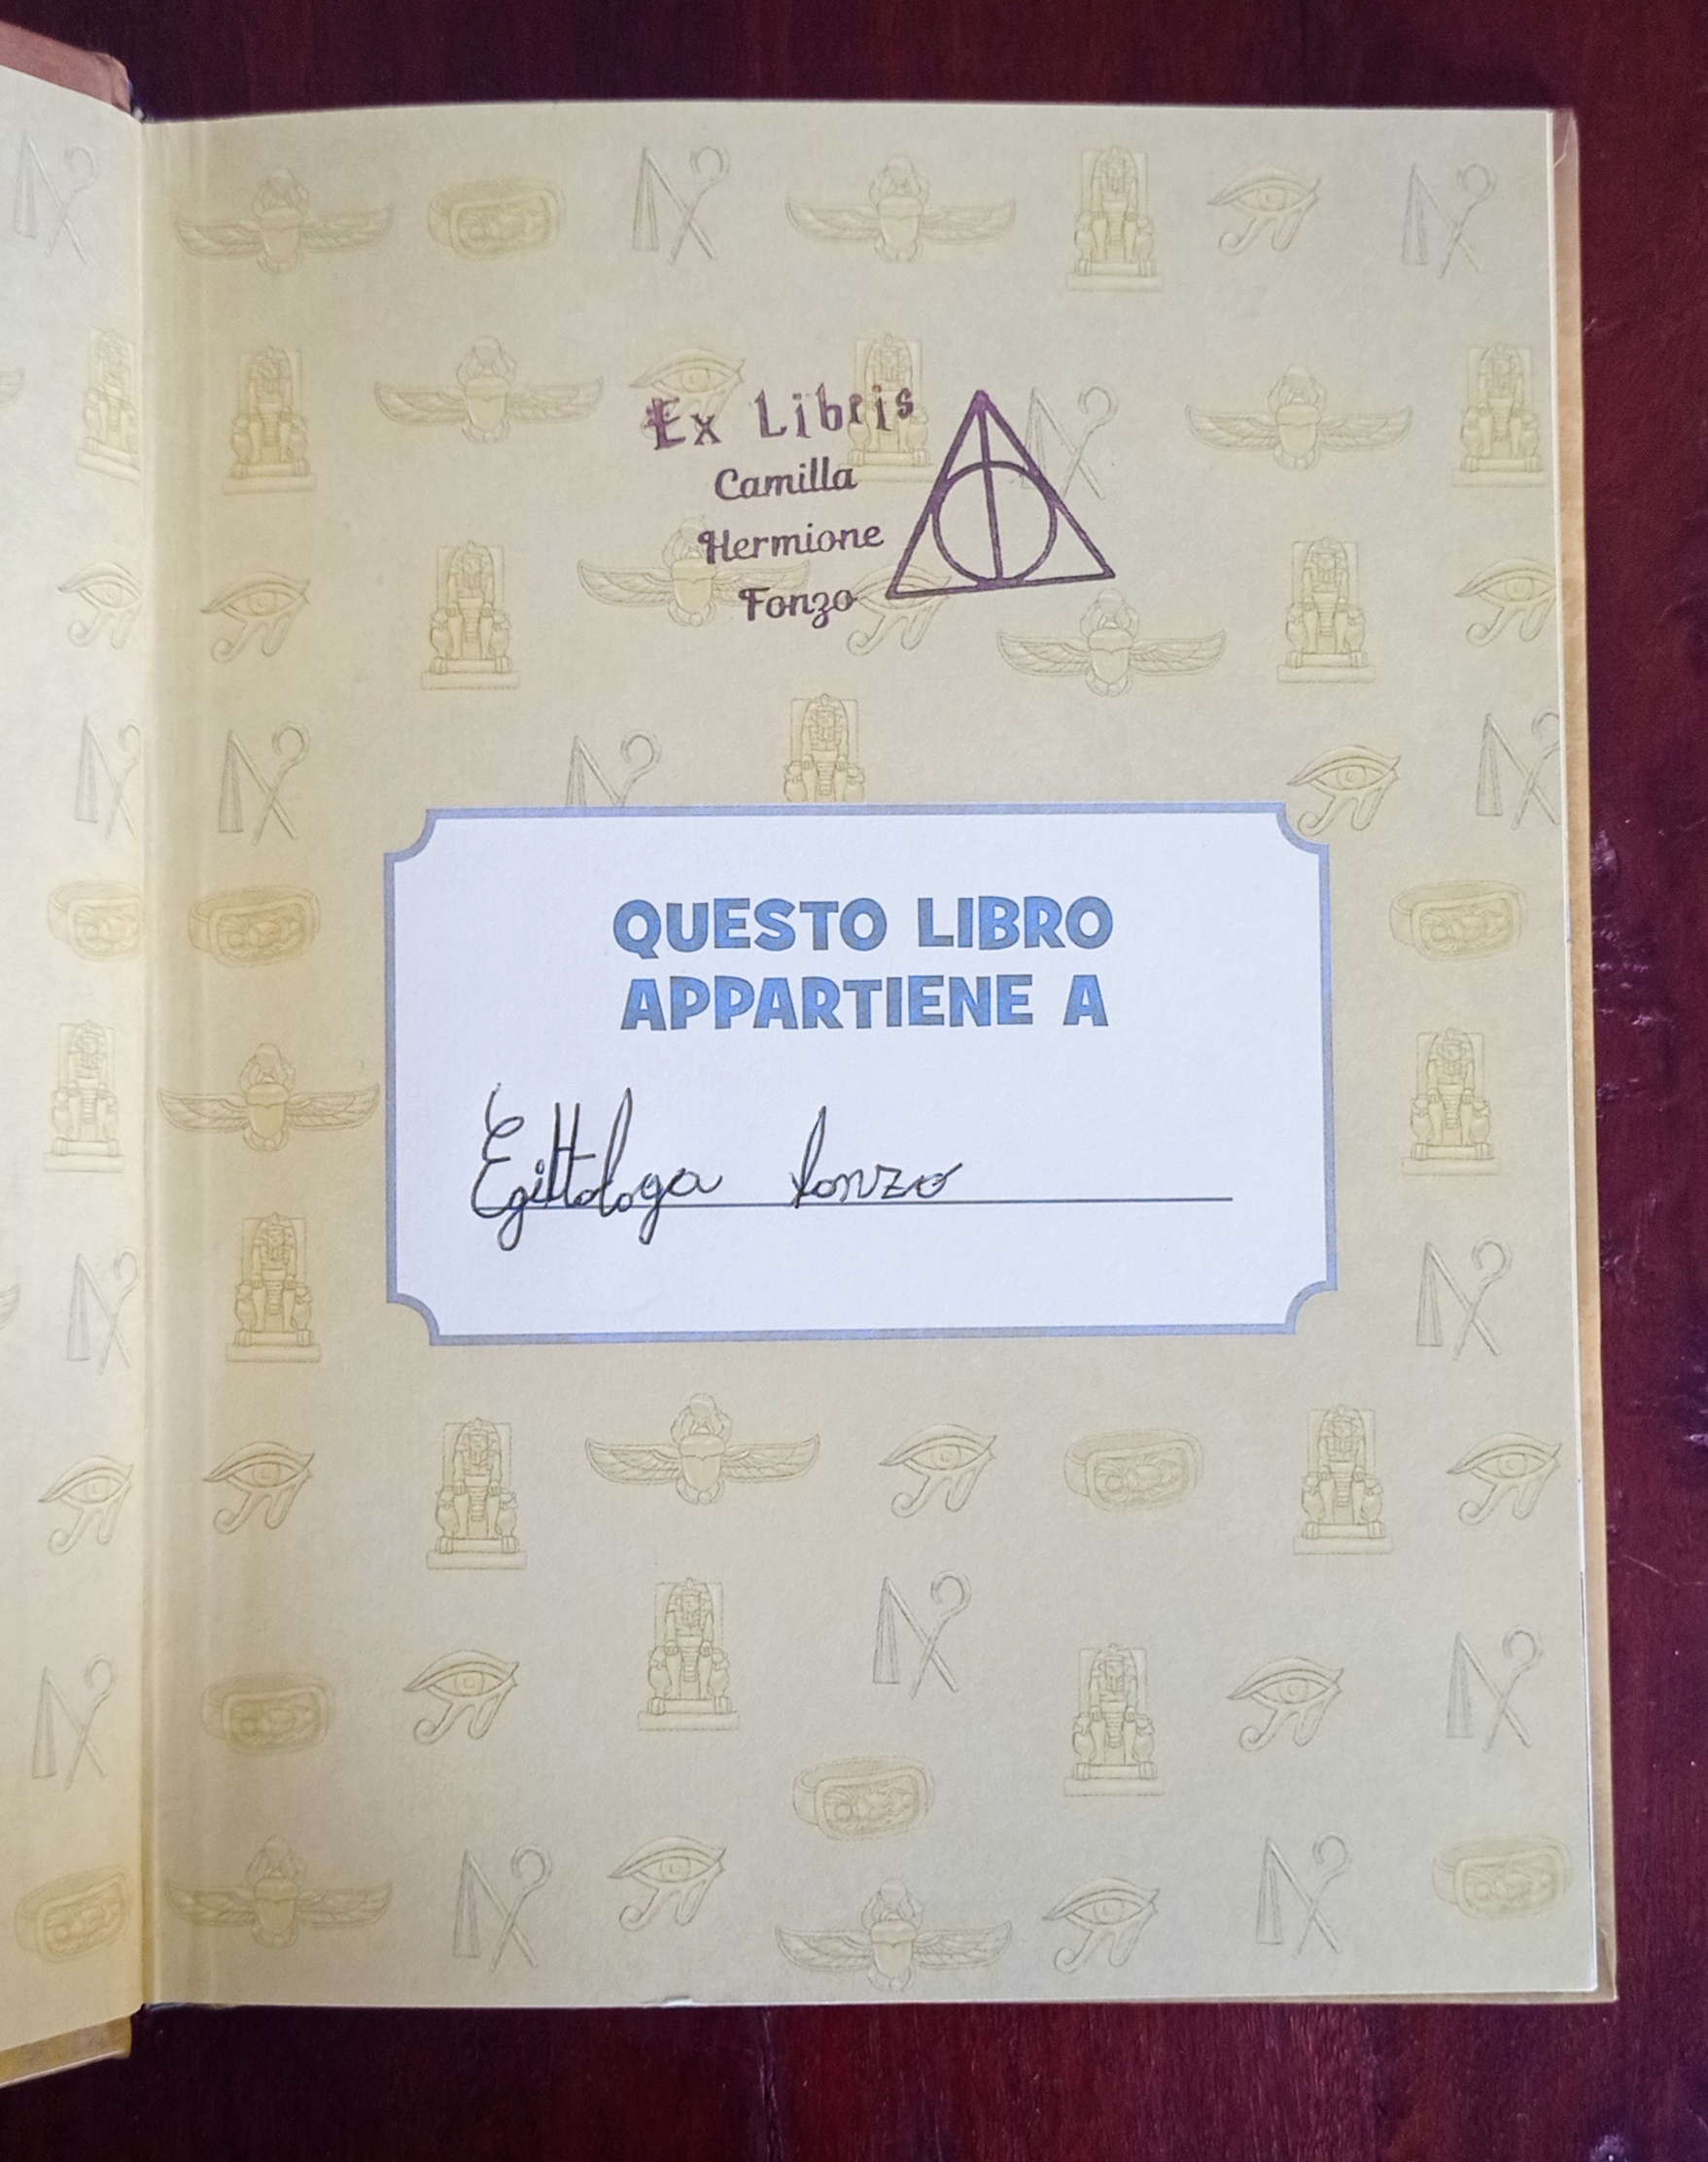 Ex Libris
Camilla
Hermione
Fonzo
QUESTO LIBRO
APPARTIENE A
Egittologa fonzo